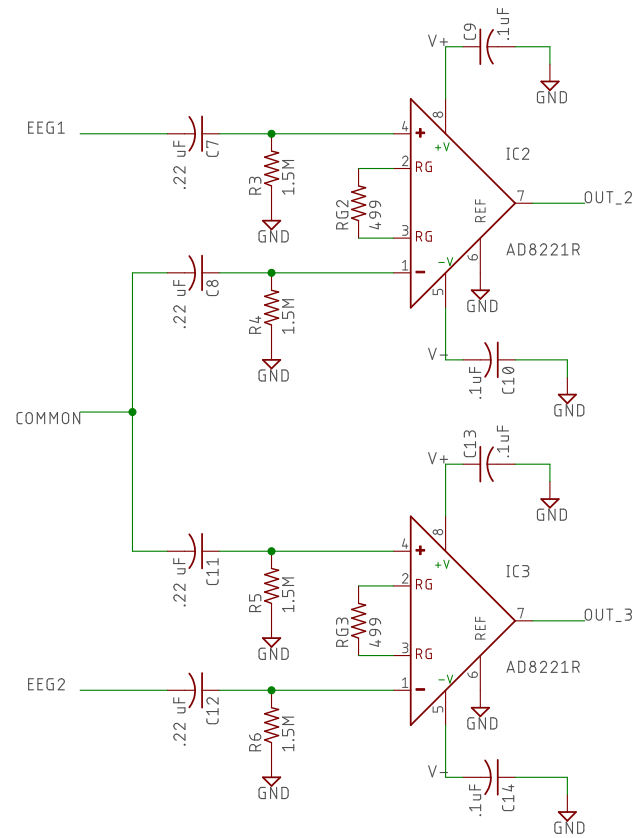 C9
.1uF
V+
GND
8
EEG1
.22 uF
C7
R3
1.5M
GND
4
+
+V
2
RG
IC2
RG2
499
REF
7
OUT_2
3
RG
6
-V
AD8221R
.22 uF
C8
1
-
5
GND
R4
1.5M
GND
V-
.1uF
C10
GND
COMMON
C13
.1uF
V+
GND
8
.22 uF
C11
R5
1.5M
GND
4
+
+V
2
RG
IC3
RG3
499
REF
7
OUT_3
3
RG
6
-V
AD8221R
EEG2
.22 uF
C12
1
-
5
GND
R6
1.5M
GND
V-
.1uF
C14
GND